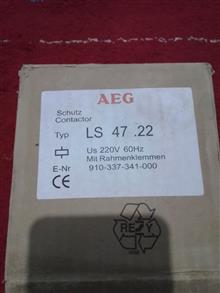 AEG
Schutz
Contactor
Typ LS 47 .22
Us 220V 60Hz
Mit Rahmenklemmen
E-Nr 910-337-341-000
CE
RESY